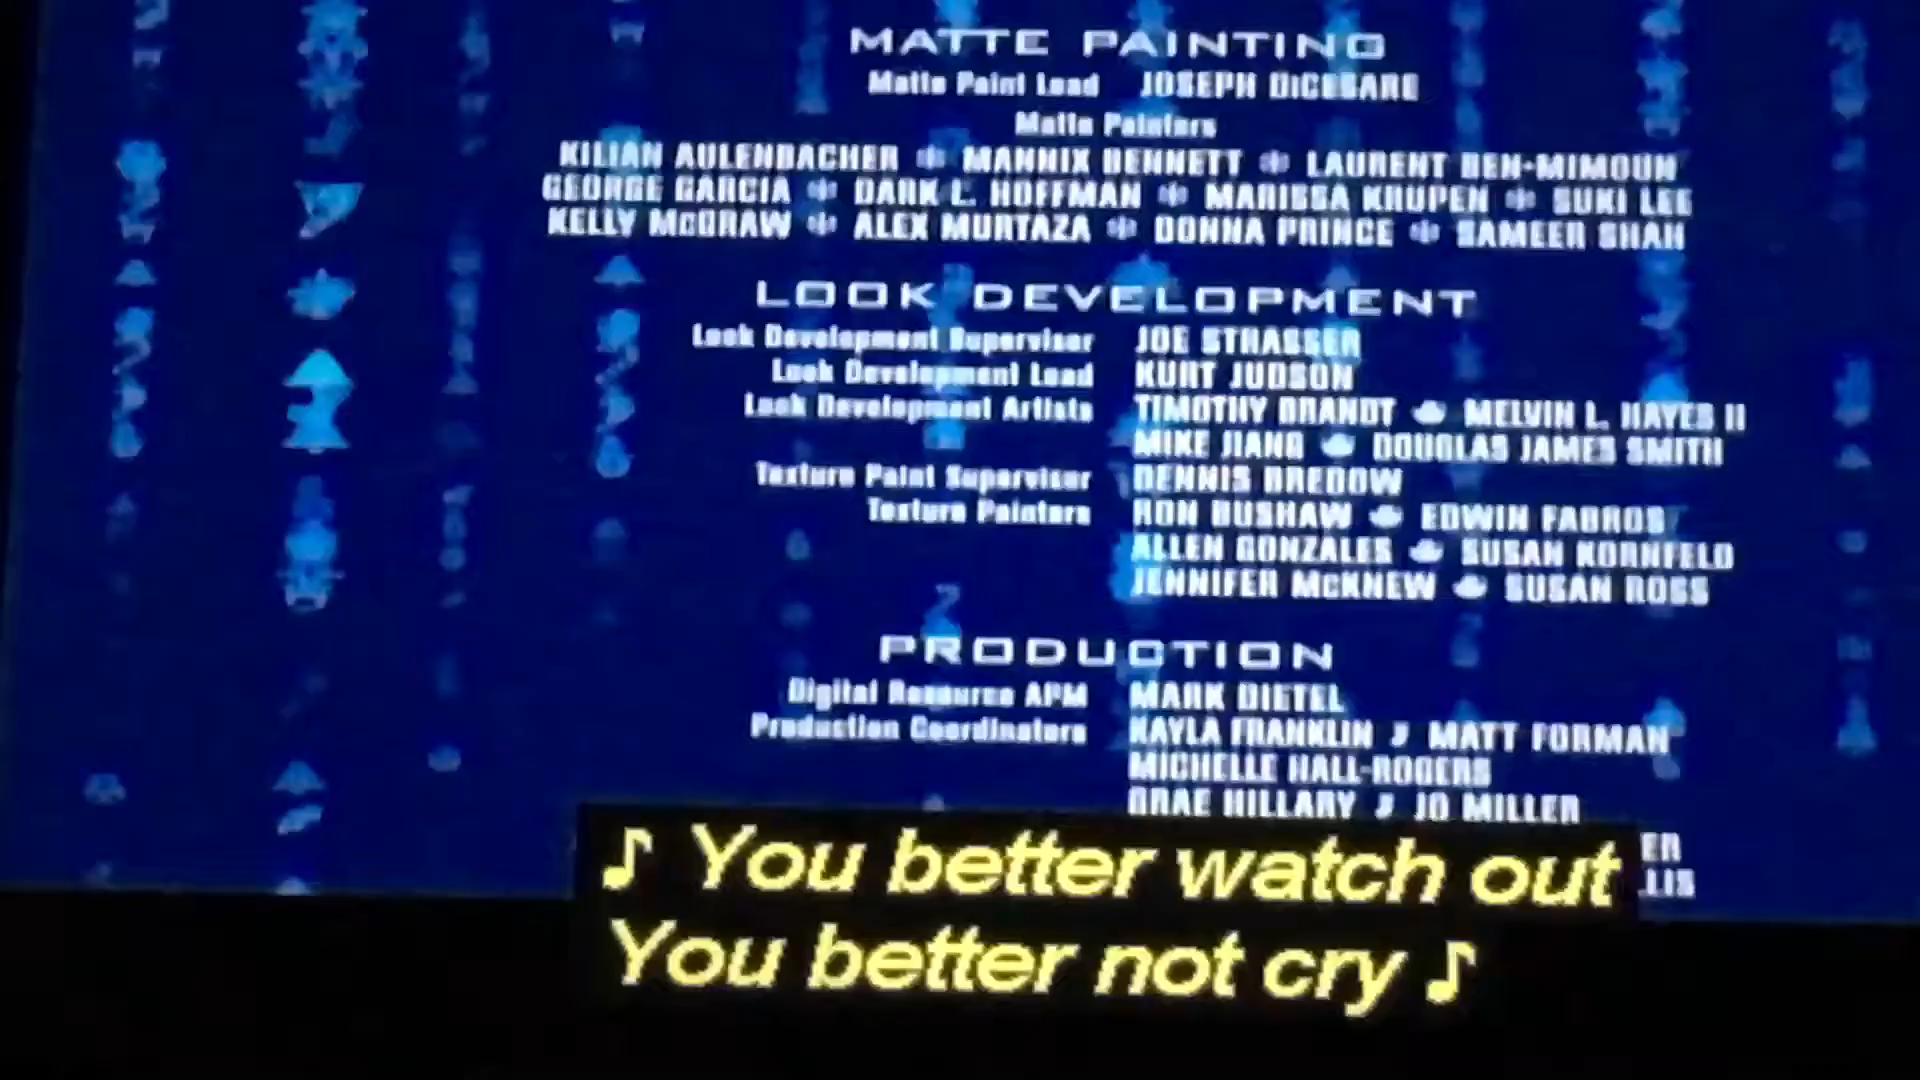 MATTE PAINTING
Matte Paint Lead JOSEPH DiCESARE
Matte Painters
KILIAN AULENBACHER MANNIX BENNETT LAURENT BEN-MIMOUN
GEORGE GARCIA DARK L. HOFFMAN MARISSA KRUPEN SUKI LEE
KELLY McGRAW ALEX MURTAZA DONNA PRINCE SAMEER SHAH
LOOK DEVELOPMENT
Look Development Supervisor JOE STRASSER
Look Development Lead KURT JUDSON
Look Development Artists TIMOTHY BRANDT MELVIN L. HAYES II
MIKE JIANG DOUGLAS JAMES SMITH
Texture Paint Supervisor DENNIS BREDOW
Texture Painters RON BUSHAW EDWIN FABROS
ALLEN GONZALES SUSAN KORNFELD
JENNIFER McKNEW SUSAN ROSS
PRODUCTION
Digital Resource APM MARK DIETEL
Production Coordinators KAYLA FRANKLIN MATT FORMAN
MICHELLE HALL-ROGERS
BRAE HILLARY JO MILLER
♪ You better watch out
You better not cry ♪